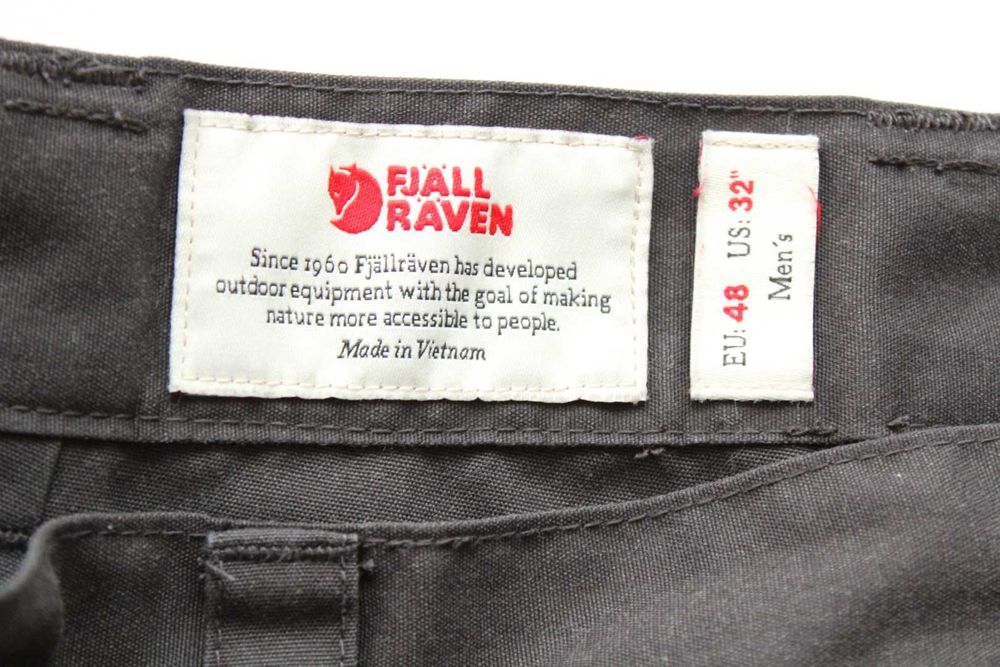 FJÄLL
RÄVEN
Since 1960 Fjällräven has developed
outdoor equipment with the goal of making
nature more accessible to people.
Made in Vietnam
EU: 48 US: 32"
Men´s